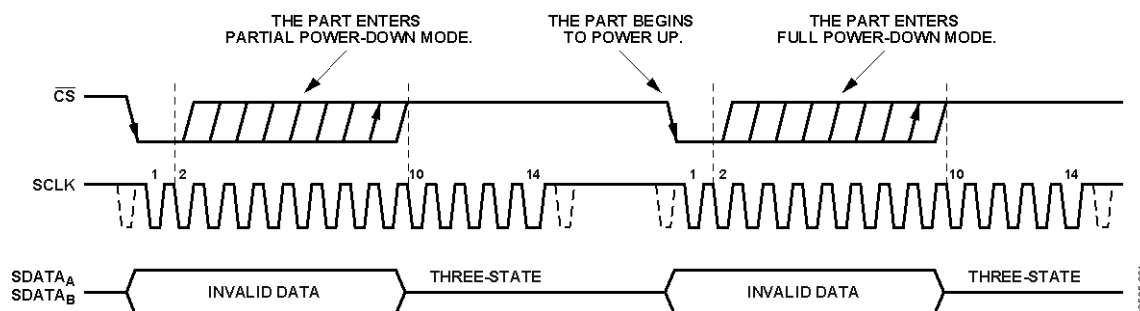 THE PART ENTERS
PARTIAL POWER-DOWN MODE.
THE PART BEGINS
TO POWER UP.
THE PART ENTERS
FULL POWER-DOWN MODE.
CS
SCLK
1 2 10 14 1 2 10 14
SDATAA
SDATAB
INVALID DATA THREE-STATE INVALID DATA THREE-STATE